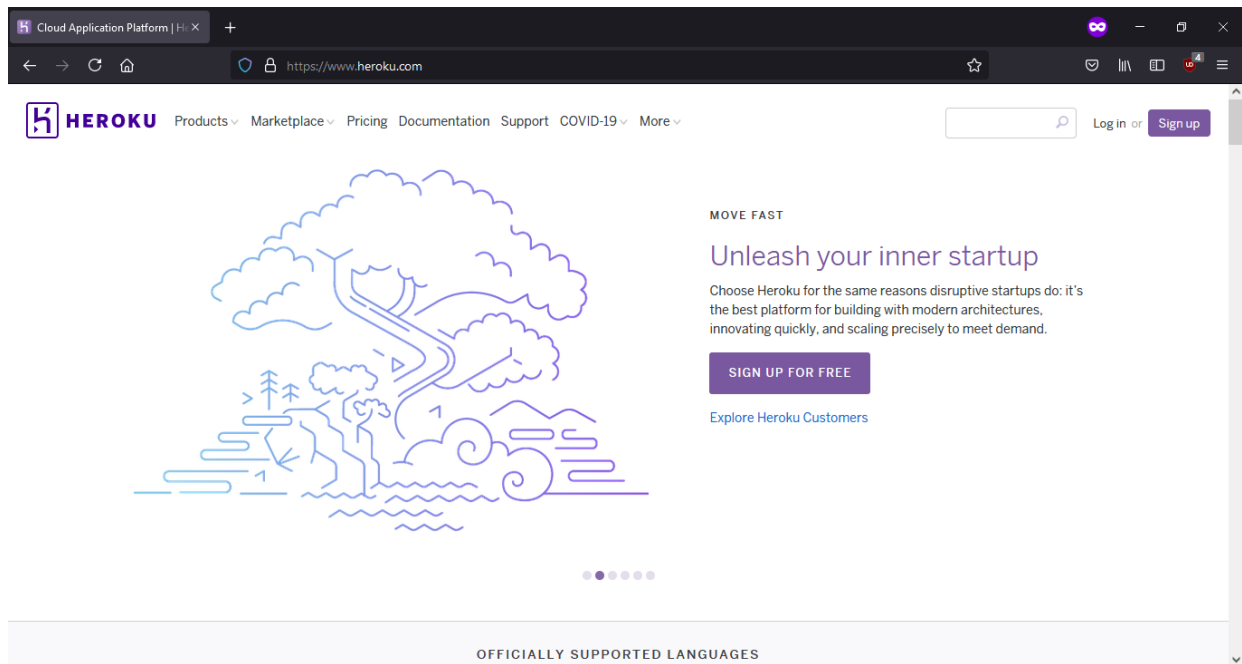 Cloud Application Platform | He
4
https://www.heroku.com
HEROKU
Products Marketplace Pricing Documentation Support COVID-19 More
Log in or Sign up
MOVE FAST
Unleash your inner startup
Choose Heroku for the same reasons disruptive startups do: it's
the best platform for building with modern architectures,
innovating quickly, and scaling precisely to meet demand.
SIGN UP FOR FREE
Explore Heroku Customers
OFFICIALLY SUPPORTED LANGUAGES